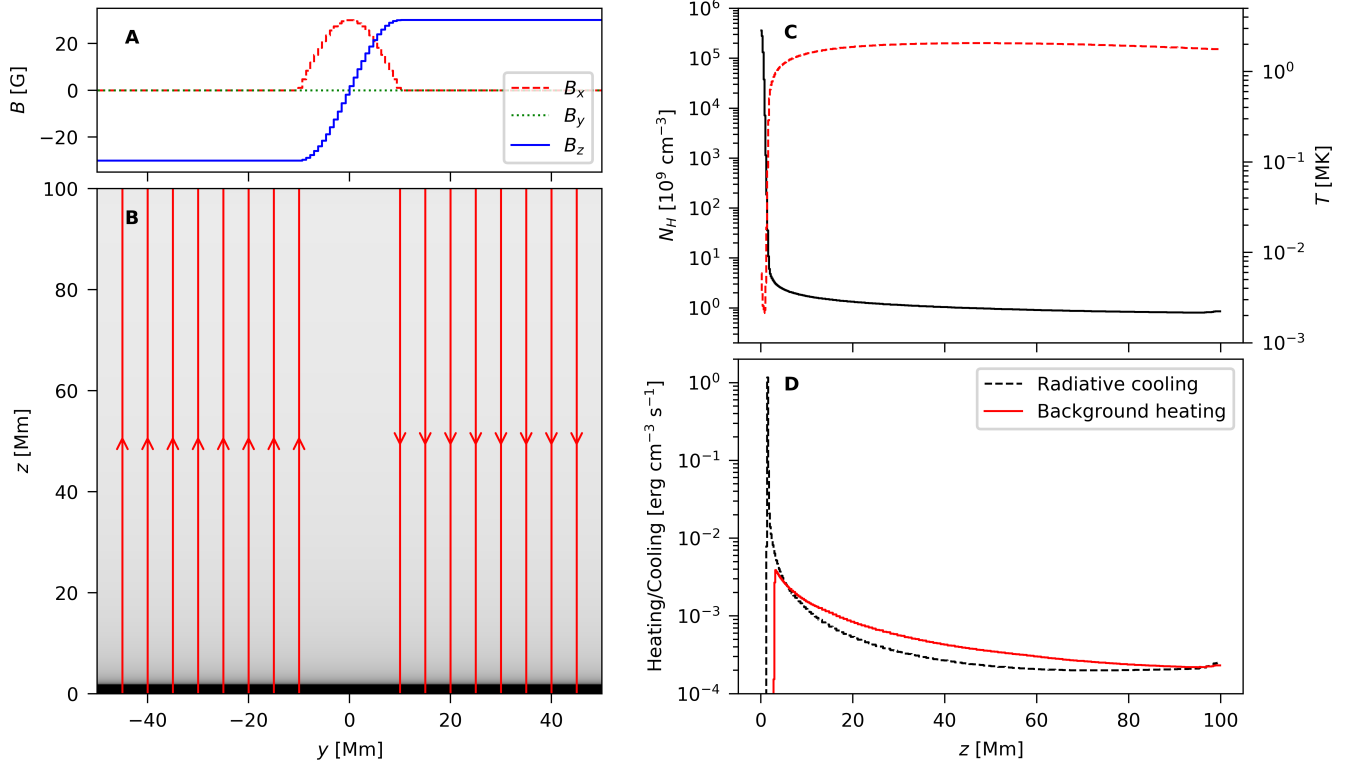 A
B [G]
20
0
−20
B_x
B_y
B_z
B
z [Mm]
100
80
60
40
20
0
−40
−20
0
20
40
y [Mm]
C
N_H [10^9 cm^−3]
10^6
10^5
10^4
10^3
10^2
10^1
10^0
T [MK]
10^0
10^−1
10^−2
10^−3
D
Heating/Cooling [erg cm^−3 s^−1]
10^0
10^−1
10^−2
10^−3
10^−4
Radiative cooling
Background heating
0
20
40
60
80
100
z [Mm]